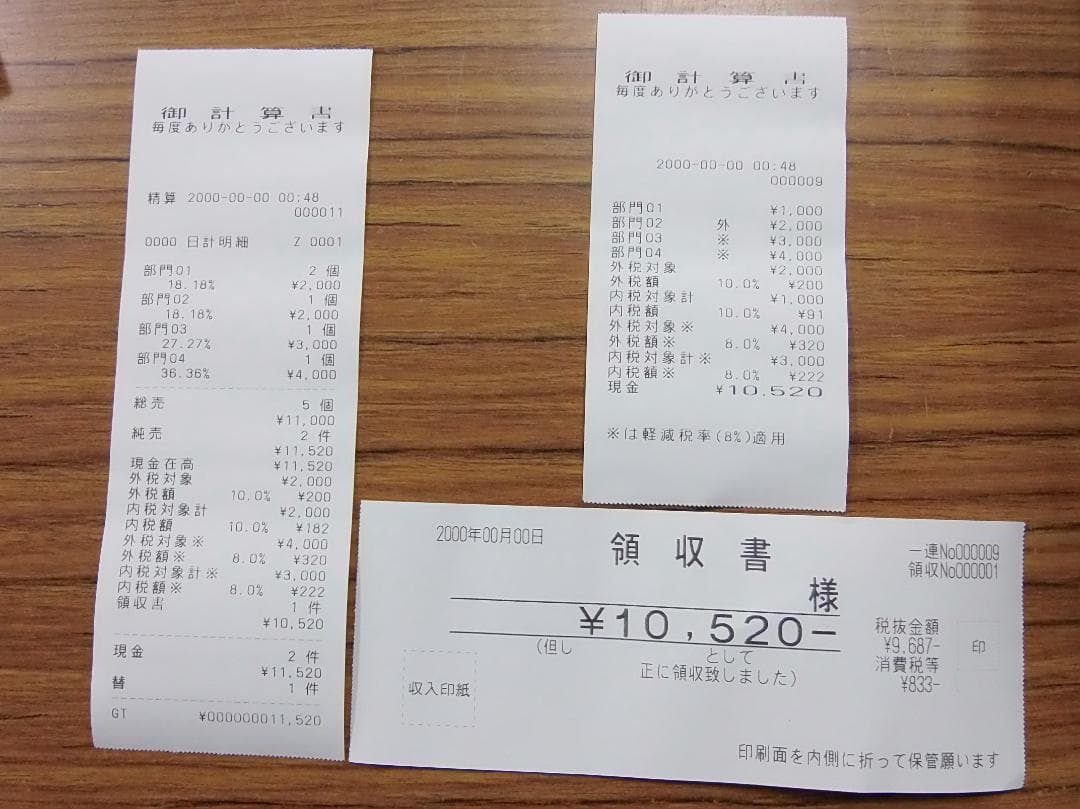 御計算書
毎度ありがとうございます
精算 2000-00-00 00:48
000011
0000 日計明細 Z 0001
部門01 2 個
18.18% ¥2,000
部門02 1 個
18.18% ¥2,000
部門03 1 個
27.27% ¥3,000
部門04 1 個
36.36% ¥4,000
総売 5 個
¥11,000
純売 2 件
¥11,520
現金在高 ¥11,520
外税対象 ¥2,000
外税額 10.0% ¥200
内税対象計 ¥2,000
内税額 10.0% ¥182
外税対象※ ¥4,000
外税額※ 8.0% ¥320
内税対象計※ ¥3,000
内税額※ 8.0% ¥222
領収書 1 件
¥10,520
現金 2 件
¥11,520
替 1 件
GT ¥000000011,520
御計算書
毎度ありがとうございます
2000-00-00 00:48
000009
部門01 ¥1,000
部門02 外 ¥2,000
部門03 ※ ¥3,000
部門04 ※ ¥4,000
外税対象 ¥2,000
外税額 10.0% ¥200
内税対象計 ¥1,000
内税額 10.0% ¥91
外税対象※ ¥4,000
外税額※ 8.0% ¥320
内税対象計※ ¥3,000
内税額※ 8.0% ¥222
現金 ¥10.520
※は軽減税率(8%)適用
2000年00月00日
領収書
一連No000009
領収No000001
様
¥10,520-
(但し として
正に領収致しました)
税抜金額
¥9,687-
消費税等
¥833-
印
収入印紙
印刷面を内側に折って保管願います